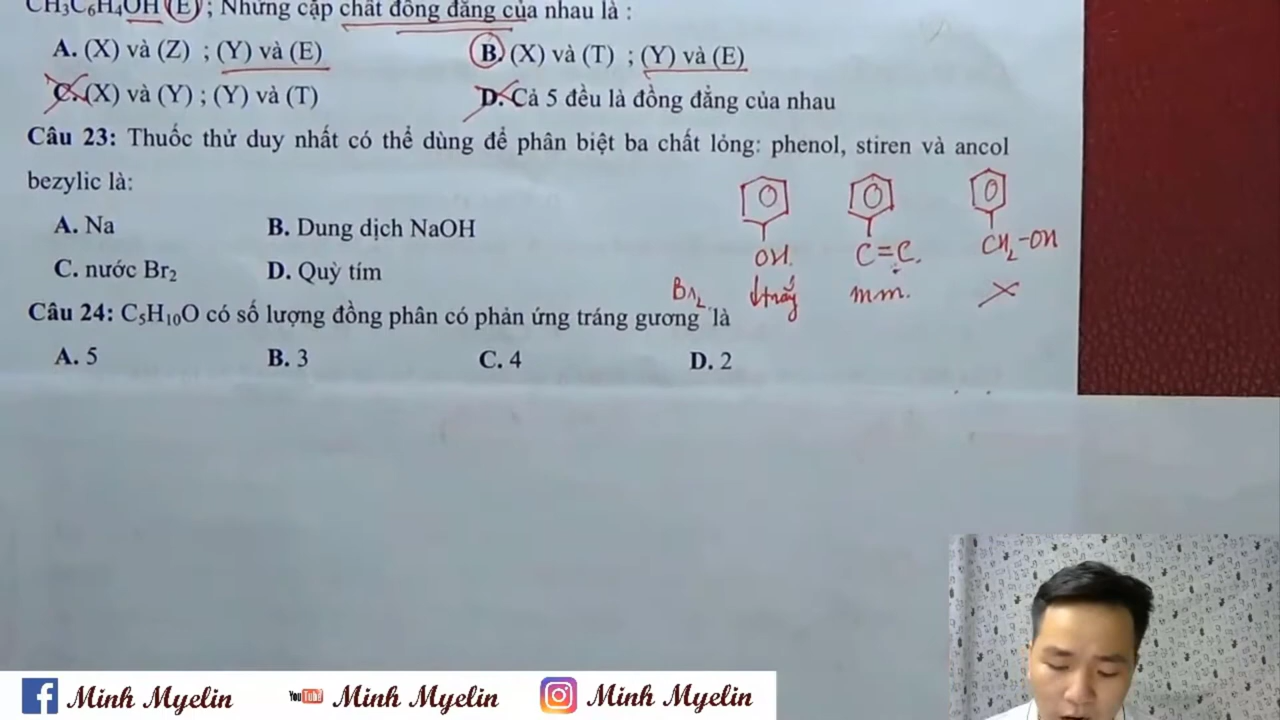 CH₃C₆H₄OH (E) ; Những cặp chất đồng đẳng của nhau là :
A. (X) và (Z) ; (Y) và (E) B. (X) và (T) ; (Y) và (E)
C. (X) và (Y) ; (Y) và (T) D. Cả 5 đều là đồng đẳng của nhau
Câu 23: Thuốc thử duy nhất có thể dùng để phân biệt ba chất lỏng: phenol, stiren và ancol
bezylic là:
A. Na B. Dung dịch NaOH
OH. C=C. CH₂-OH
C. nước Br₂ D. Quỳ tím
Br₂ ↓trắng mm. X
Câu 24: C₅H₁₀O có số lượng đồng phân có phản ứng tráng gương là
A. 5 B. 3 C. 4 D. 2
Minh Myelin YouTube Minh Myelin Minh Myelin